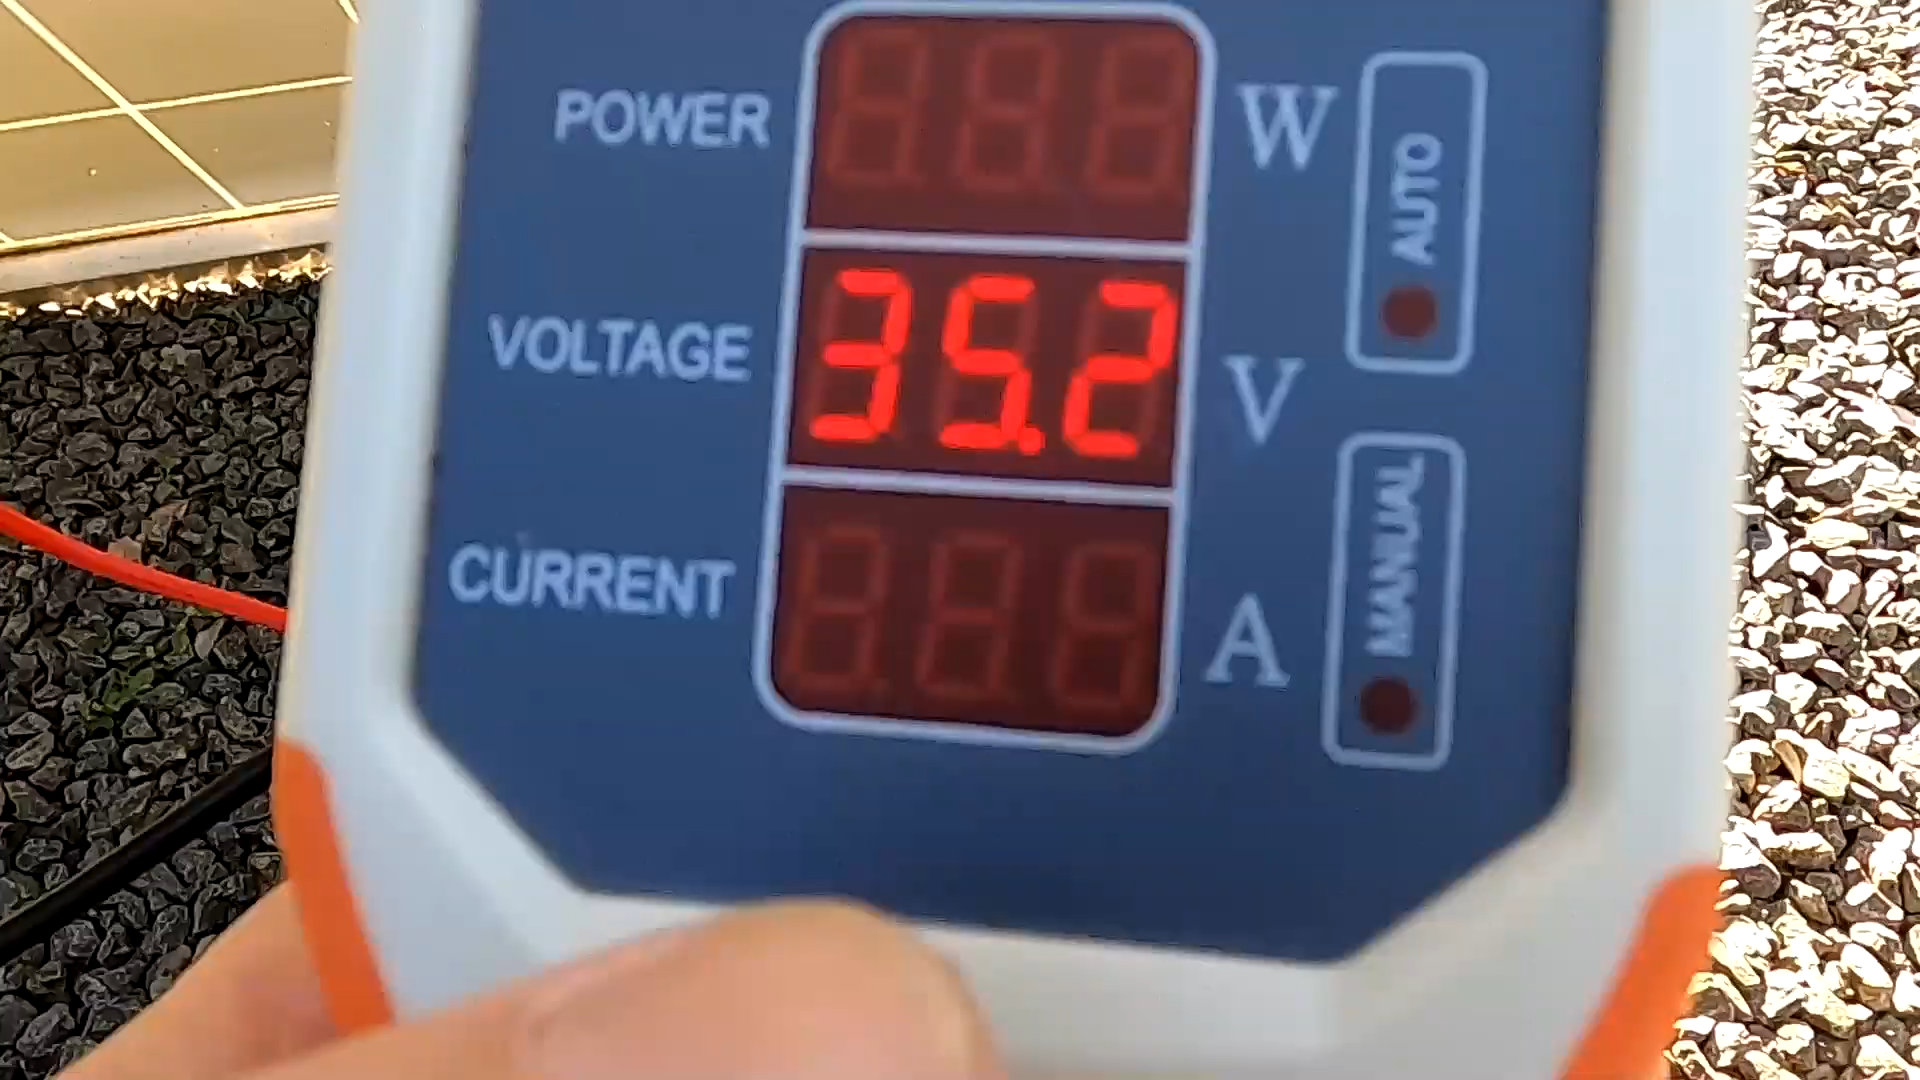 POWER W
AUTO
VOLTAGE 35.2 V
MANUAL
CURRENT A